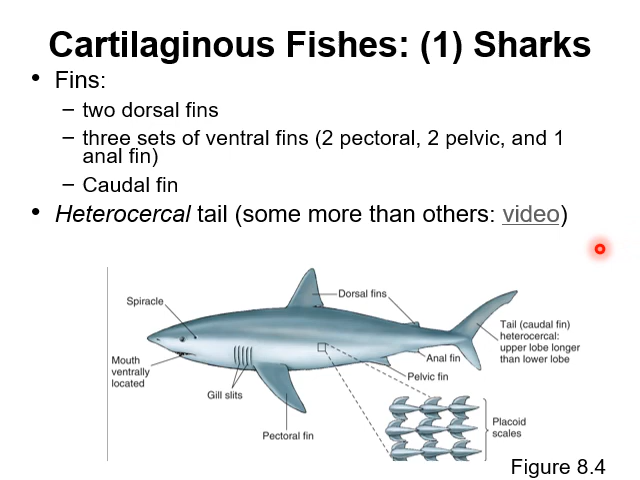 Cartilaginous Fishes: (1) Sharks
• Fins:
– two dorsal fins
– three sets of ventral fins (2 pectoral, 2 pelvic, and 1
anal fin)
– Caudal fin
• Heterocercal tail (some more than others: video)
Dorsal fins
Spiracle
Tail (caudal fin)
heterocercal:
upper lobe longer
than lower lobe
Mouth
ventrally
located
Anal fin
Pelvic fin
Gill slits
Pectoral fin
Placoid
scales
Figure 8.4